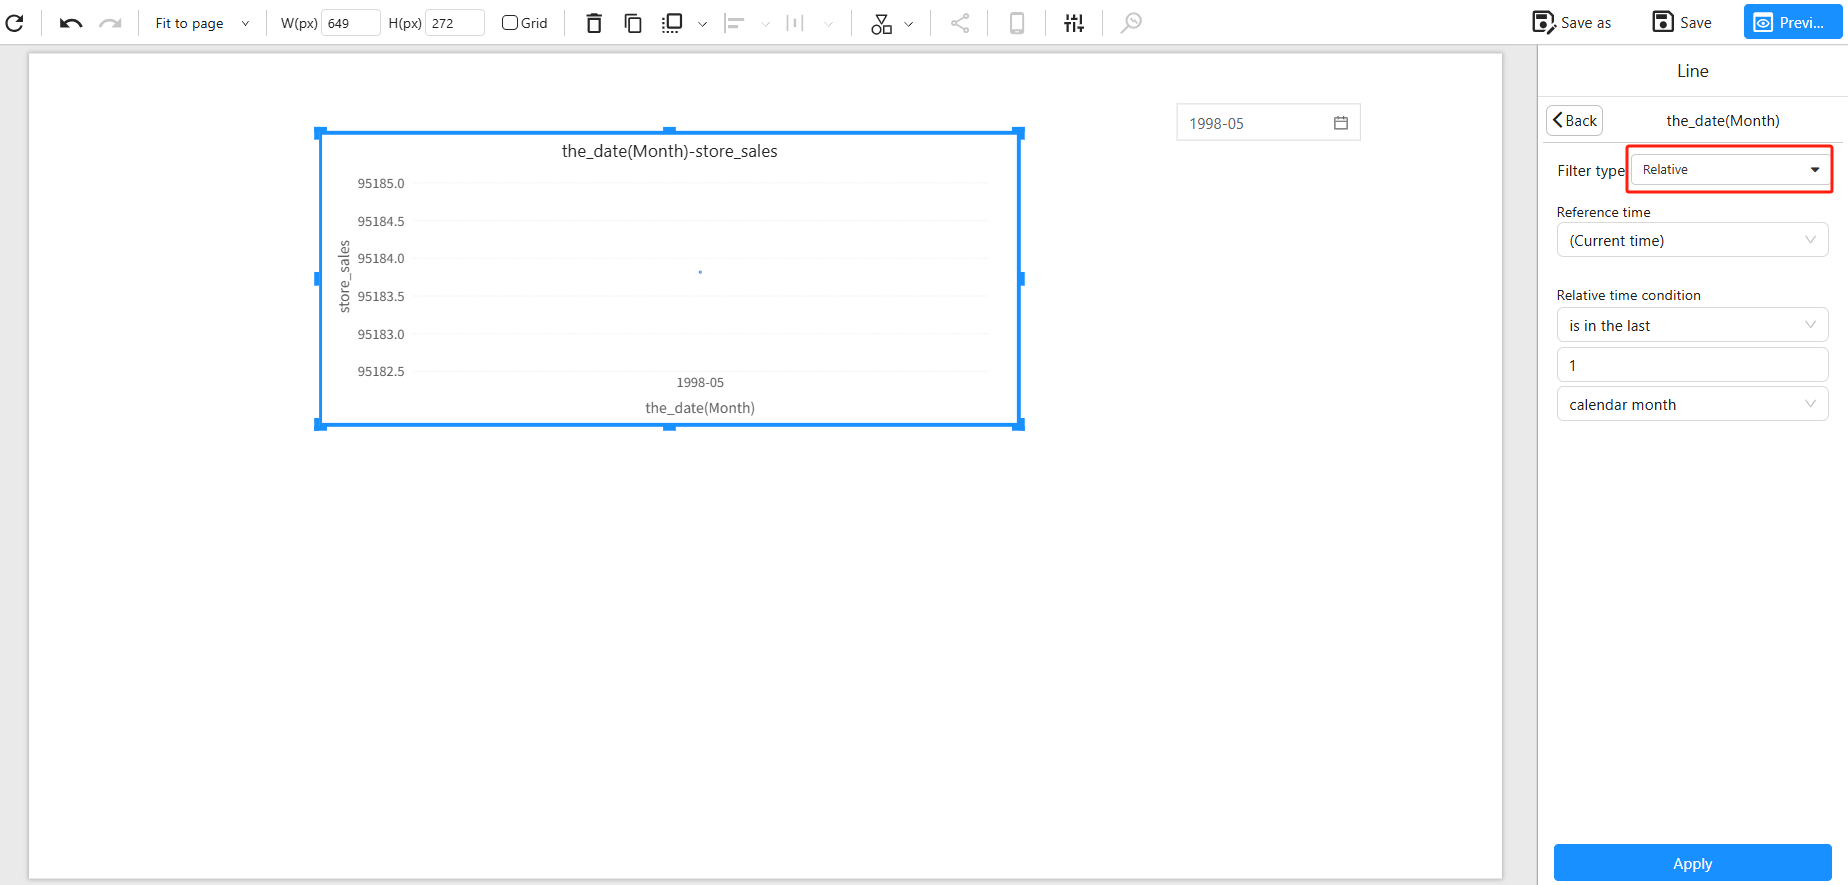 Fit to page W(px) 649 H(px) 272 Grid Save as Save Previ...
Line
Back the_date(Month)
Filter type Relative
Reference time
(Current time)
Relative time condition
is in the last
1
calendar month
Apply
1998-05
the_date(Month)-store_sales
store_sales
95185.0
95184.5
95184.0
95183.5
95183.0
95182.5
1998-05
the_date(Month)